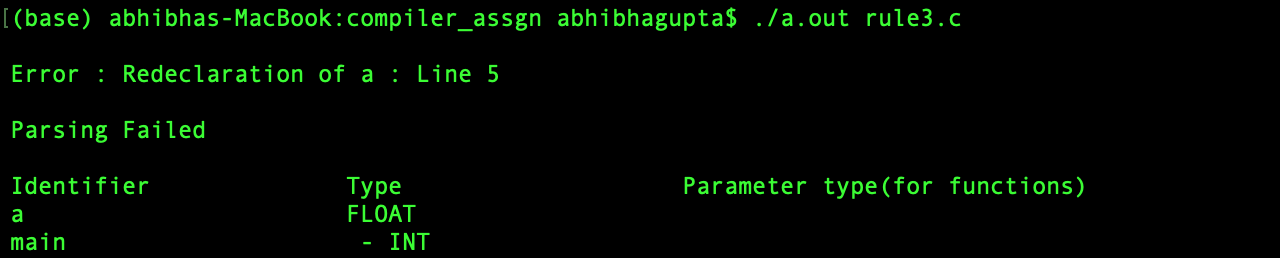 [(base) abhibhas-MacBook:compiler_assgn abhibhagupta$ ./a.out rule3.c
Error : Redeclaration of a : Line 5
Parsing Failed
Identifier Type Parameter type(for functions)
a FLOAT
main - INT